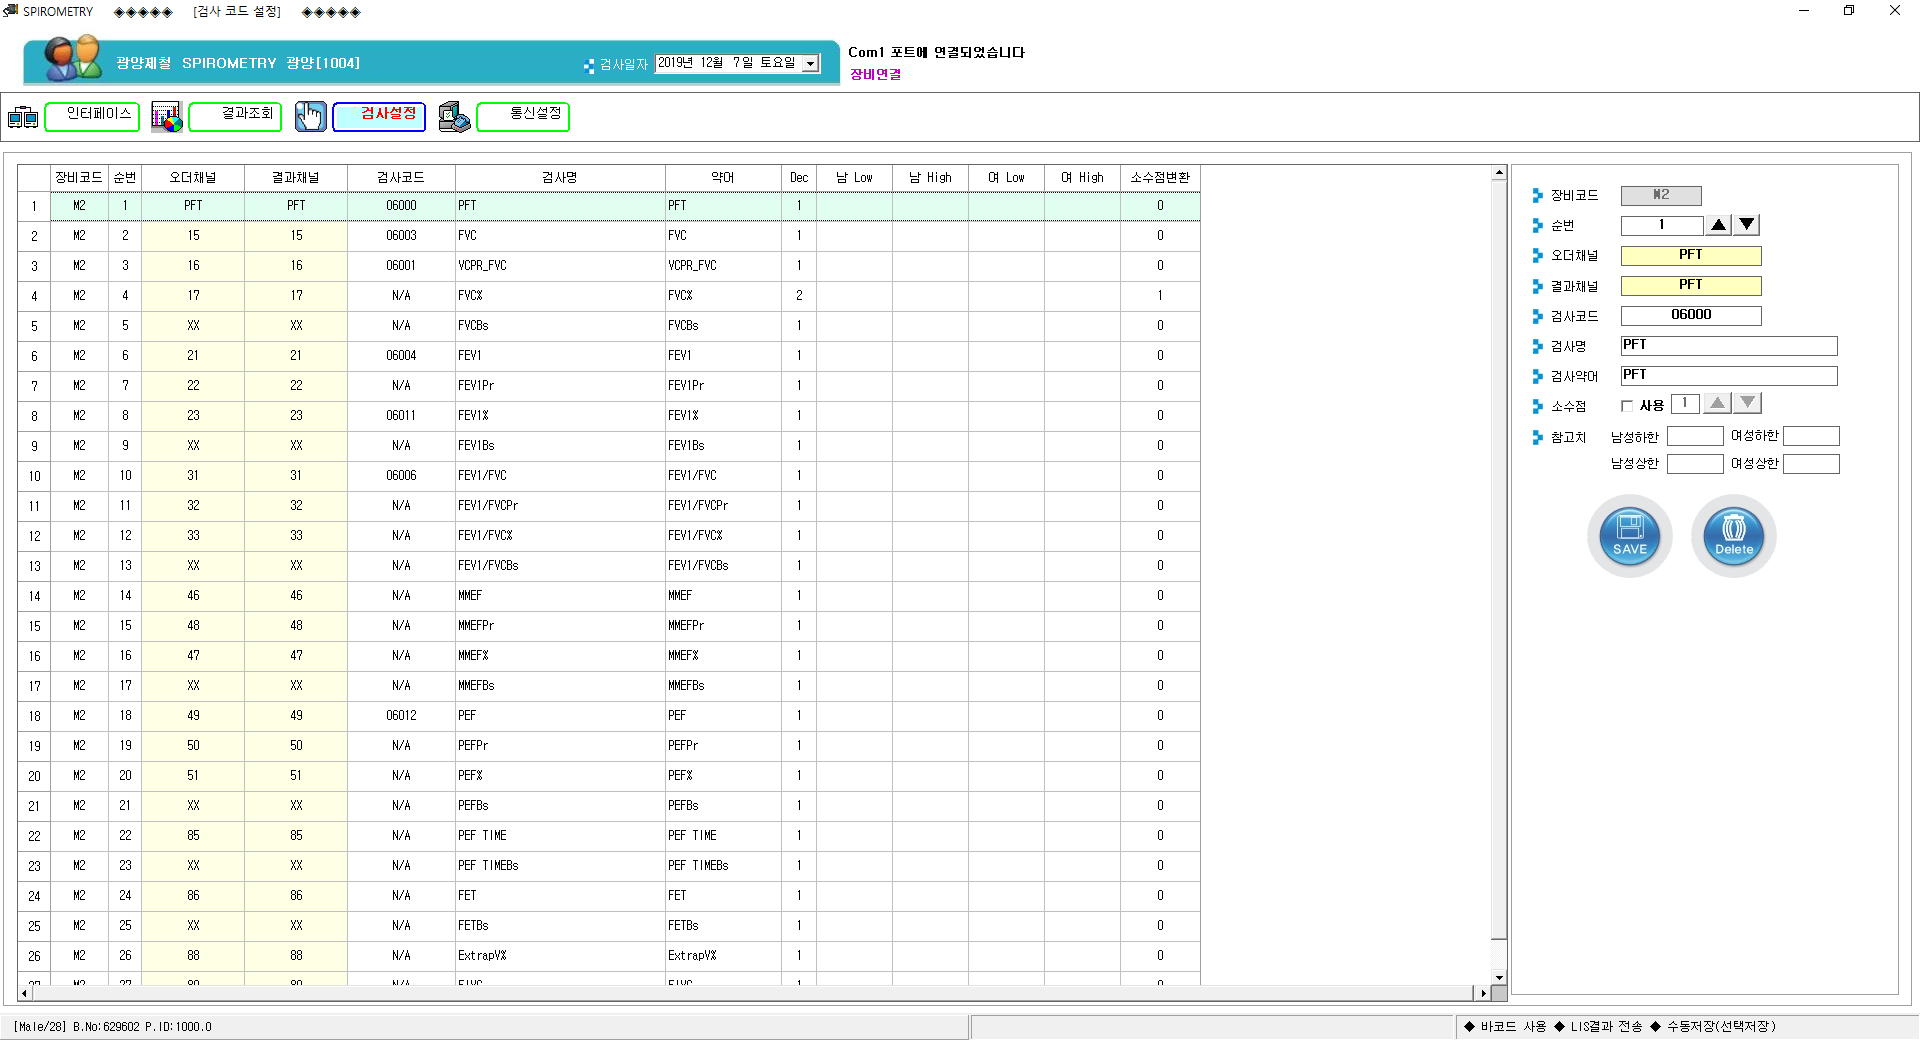 SPIROMETRY ◆◆◆◆◆ [검사 코드 설정] ◆◆◆◆◆
광양제철 SPIROMETRY 광양[1004]
검사일자 2019년 12월 7일 토요일
Com1 포트에 연결되었습니다
장비연결
인터페이스 결과조회 검사설정 통신설정
장비코드 순번 오더채널 결과채널 검사코드 검사명 약어 Dec 남 Low 남 High 여 Low 여 High 소수점변환
1 M2 1 PFT PFT 06000 PFT PFT 1 0
2 M2 2 15 15 06003 FVC FVC 1 0
3 M2 3 16 16 06001 VCPR_FVC VCPR_FVC 1 0
4 M2 4 17 17 N/A FVC% FVC% 2 1
5 M2 5 XX XX N/A FVCBs FVCBs 1 0
6 M2 6 21 21 06004 FEV1 FEV1 1 0
7 M2 7 22 22 N/A FEV1Pr FEV1Pr 1 0
8 M2 8 23 23 06011 FEV1% FEV1% 1 0
9 M2 9 XX XX N/A FEV1Bs FEV1Bs 1 0
10 M2 10 31 31 06006 FEV1/FVC FEV1/FVC 1 0
11 M2 11 32 32 N/A FEV1/FVCPr FEV1/FVCPr 1 0
12 M2 12 33 33 N/A FEV1/FVC% FEV1/FVC% 1 0
13 M2 13 XX XX N/A FEV1/FVCBs FEV1/FVCBs 1 0
14 M2 14 46 46 N/A MMEF MMEF 1 0
15 M2 15 48 48 N/A MMEFPr MMEFPr 1 0
16 M2 16 47 47 N/A MMEF% MMEF% 1 0
17 M2 17 XX XX N/A MMEFBs MMEFBs 1 0
18 M2 18 49 49 06012 PEF PEF 1 0
19 M2 19 50 50 N/A PEFPr PEFPr 1 0
20 M2 20 51 51 N/A PEF% PEF% 1 0
21 M2 21 XX XX N/A PEFBs PEFBs 1 0
22 M2 22 85 85 N/A PEF TIME PEF TIME 1 0
23 M2 23 XX XX N/A PEF TIMEBs PEF TIMEBs 1 0
24 M2 24 86 86 N/A FET FET 1 0
25 M2 25 XX XX N/A FETBs FETBs 1 0
26 M2 26 88 88 N/A ExtrapV% ExtrapV% 1 0
27 M2 27 N/A 1 0
장비코드 M2
순번 1
오더채널 PFT
결과채널 PFT
검사코드 06000
검사명 PFT
검사약어 PFT
소수점 사용 1
참고치 남성하한 여성하한
남성상한 여성상한
SAVE Delete
[Male/28] B.No:629602 P.ID:1000.0
◆ 바코드 사용 ◆ LIS결과 전송 ◆ 수동저장(선택저장)